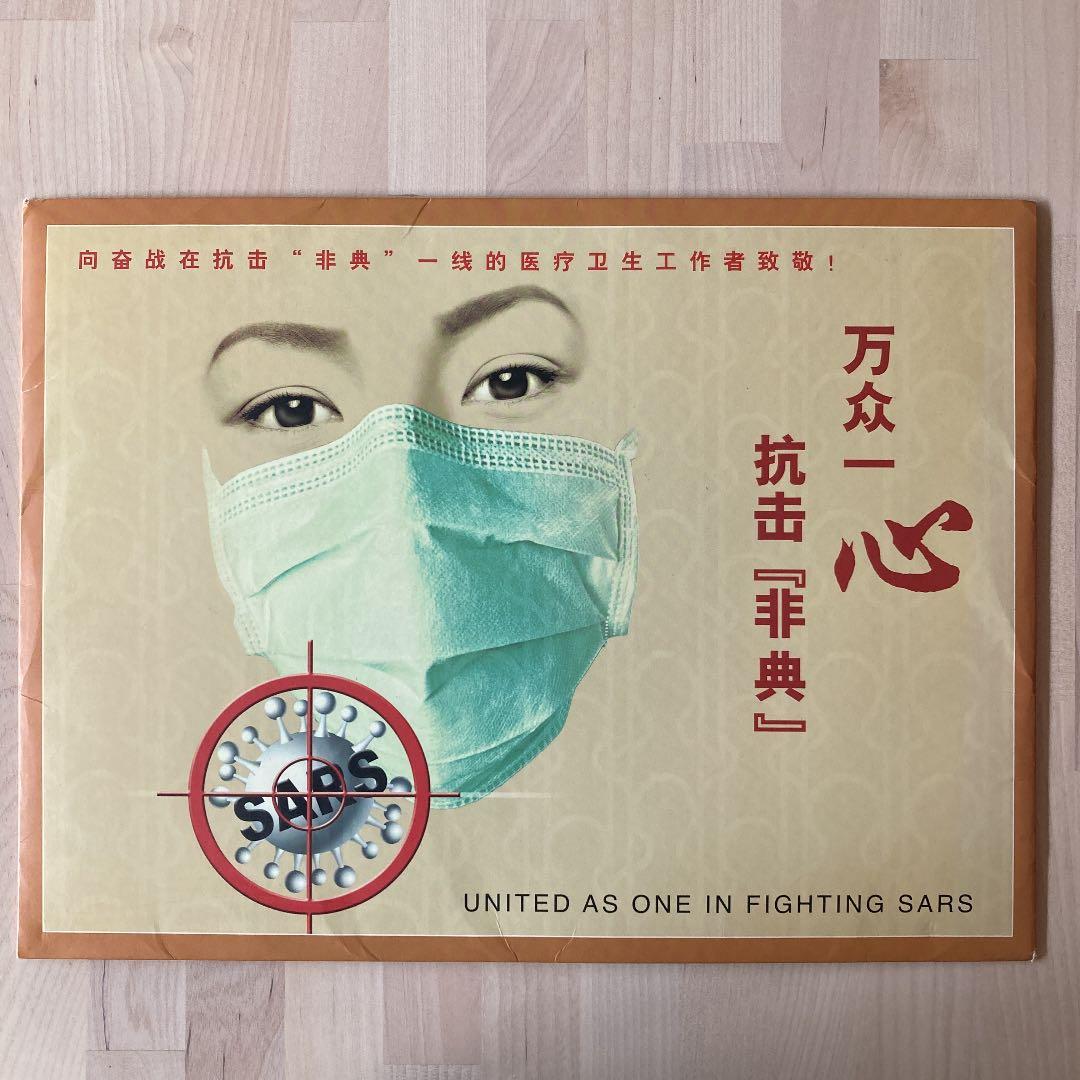 向奋战在抗击“非典”一线的医疗卫生工作者致敬！
万众一心
抗击『非典』
SARS
UNITED AS ONE IN FIGHTING SARS